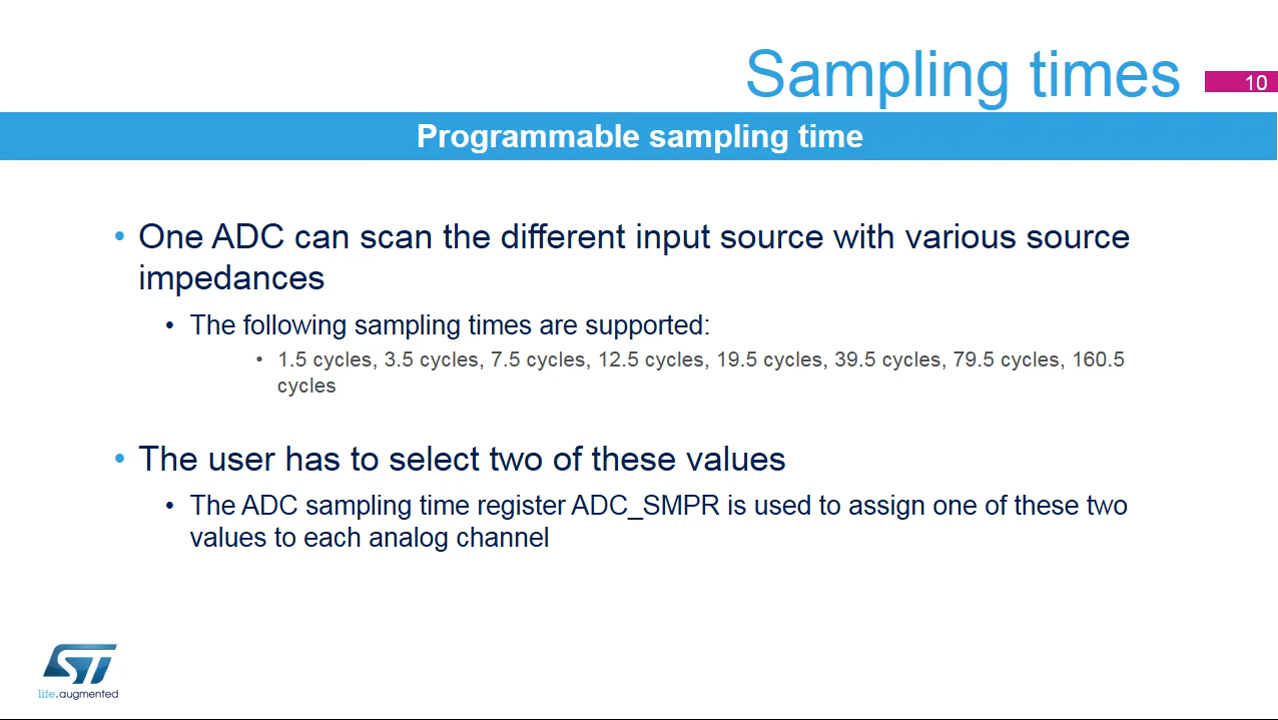 Sampling times
10
Programmable sampling time
• One ADC can scan the different input source with various source
impedances
• The following sampling times are supported:
• 1.5 cycles, 3.5 cycles, 7.5 cycles, 12.5 cycles, 19.5 cycles, 39.5 cycles, 79.5 cycles, 160.5
cycles
• The user has to select two of these values
• The ADC sampling time register ADC_SMPR is used to assign one of these two
values to each analog channel
ST
life.augmented